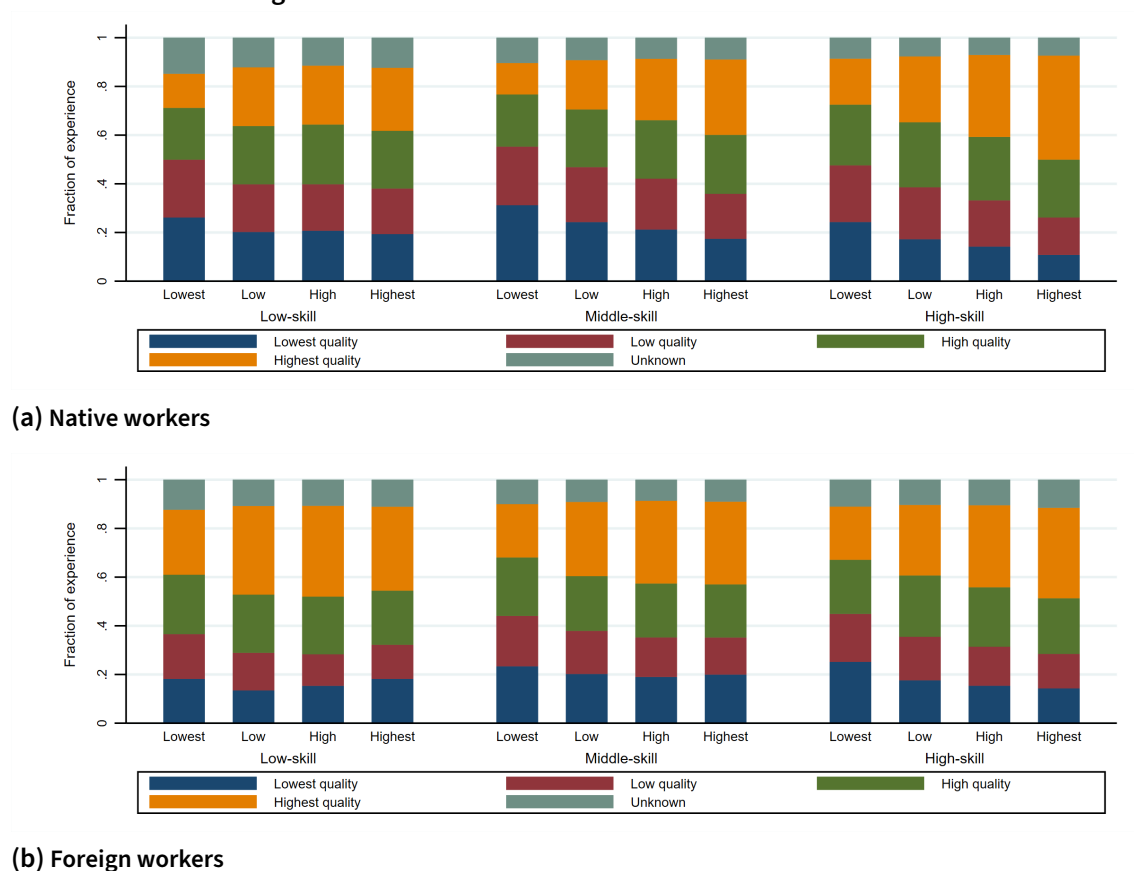 1
.8
.6
.4
.2
0
Fraction of experience
Lowest Low High Highest Lowest Low High Highest Lowest Low High Highest
Low-skill Middle-skill High-skill
Lowest quality Low quality High quality
Highest quality Unknown
(a) Native workers
1
.8
.6
.4
.2
0
Fraction of experience
Lowest Low High Highest Lowest Low High Highest Lowest Low High Highest
Low-skill Middle-skill High-skill
Lowest quality Low quality High quality
Highest quality Unknown
(b) Foreign workers